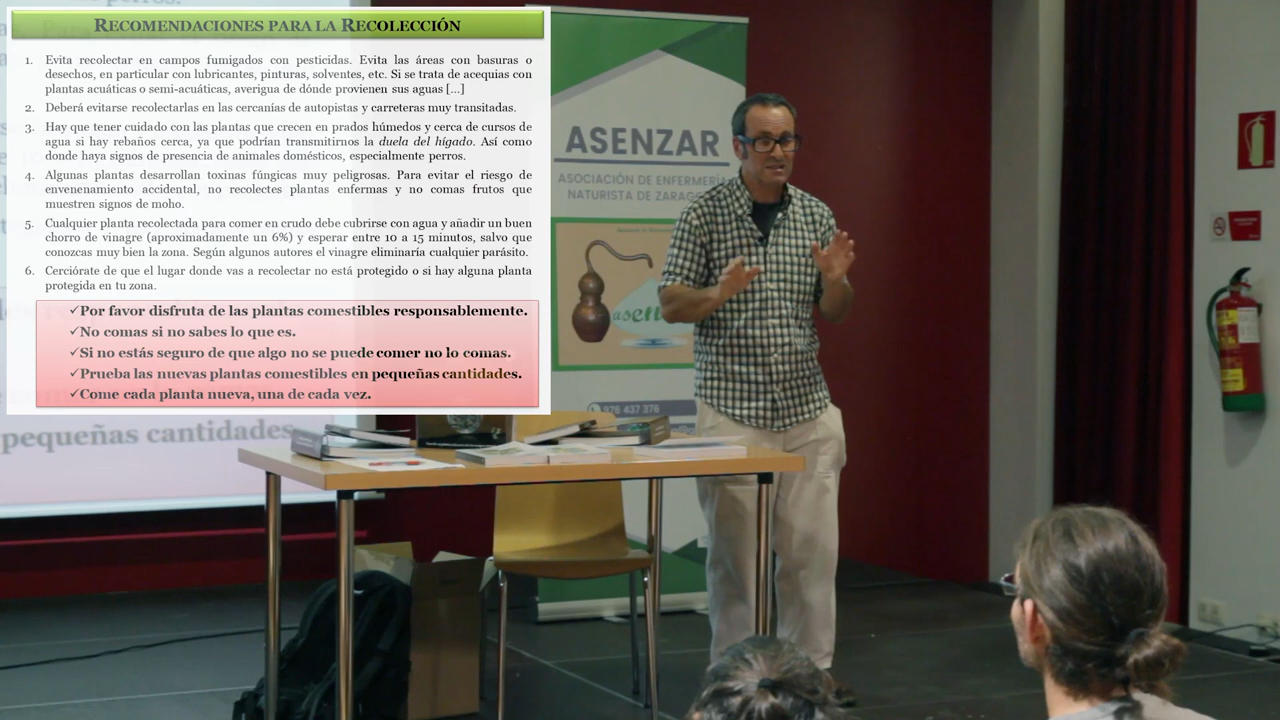 RECOMENDACIONES PARA LA RECOLECCIÓN
1. Evita recolectar en campos fumigados con pesticidas. Evita las áreas con basuras o
desechos, en particular con lubricantes, pinturas, solventes, etc. Si se trata de acequias con
plantas acuáticas o semi-acuáticas, averigua de dónde provienen sus aguas [...]
2. Deberá evitarse recolectarlas en las cercanías de autopistas y carreteras muy transitadas.
3. Hay que tener cuidado con las plantas que crecen en prados húmedos y cerca de cursos de
agua si hay rebaños cerca, ya que podrían transmitirnos la duela del hígado. Así como
donde haya signos de presencia de animales domésticos, especialmente perros.
4. Algunas plantas desarrollan toxinas fúngicas muy peligrosas. Para evitar el riesgo de
envenenamiento accidental, no recolectes plantas enfermas y no comas frutos que
muestren signos de moho.
5. Cualquier planta recolectada para comer en crudo debe cubrirse con agua y añadir un buen
chorro de vinagre (aproximadamente un 6%) y esperar entre 10 a 15 minutos, salvo que
conozcas muy bien la zona. Según algunos autores el vinagre eliminaría cualquier parásito.
6. Cerciórate de que el lugar donde vas a recolectar no está protegido o si hay alguna planta
protegida en tu zona.
✓Por favor disfruta de las plantas comestibles responsablemente.
✓No comas si no sabes lo que es.
✓Si no estás seguro de que algo no se puede comer no lo comas.
✓Prueba las nuevas plantas comestibles en pequeñas cantidades.
✓Come cada planta nueva, una de cada vez.
pequeñas cantidades.
ASENZAR
ASOCIACIÓN DE ENFERMERÍA
NATURISTA DE ZARAG
asen
976 437 376